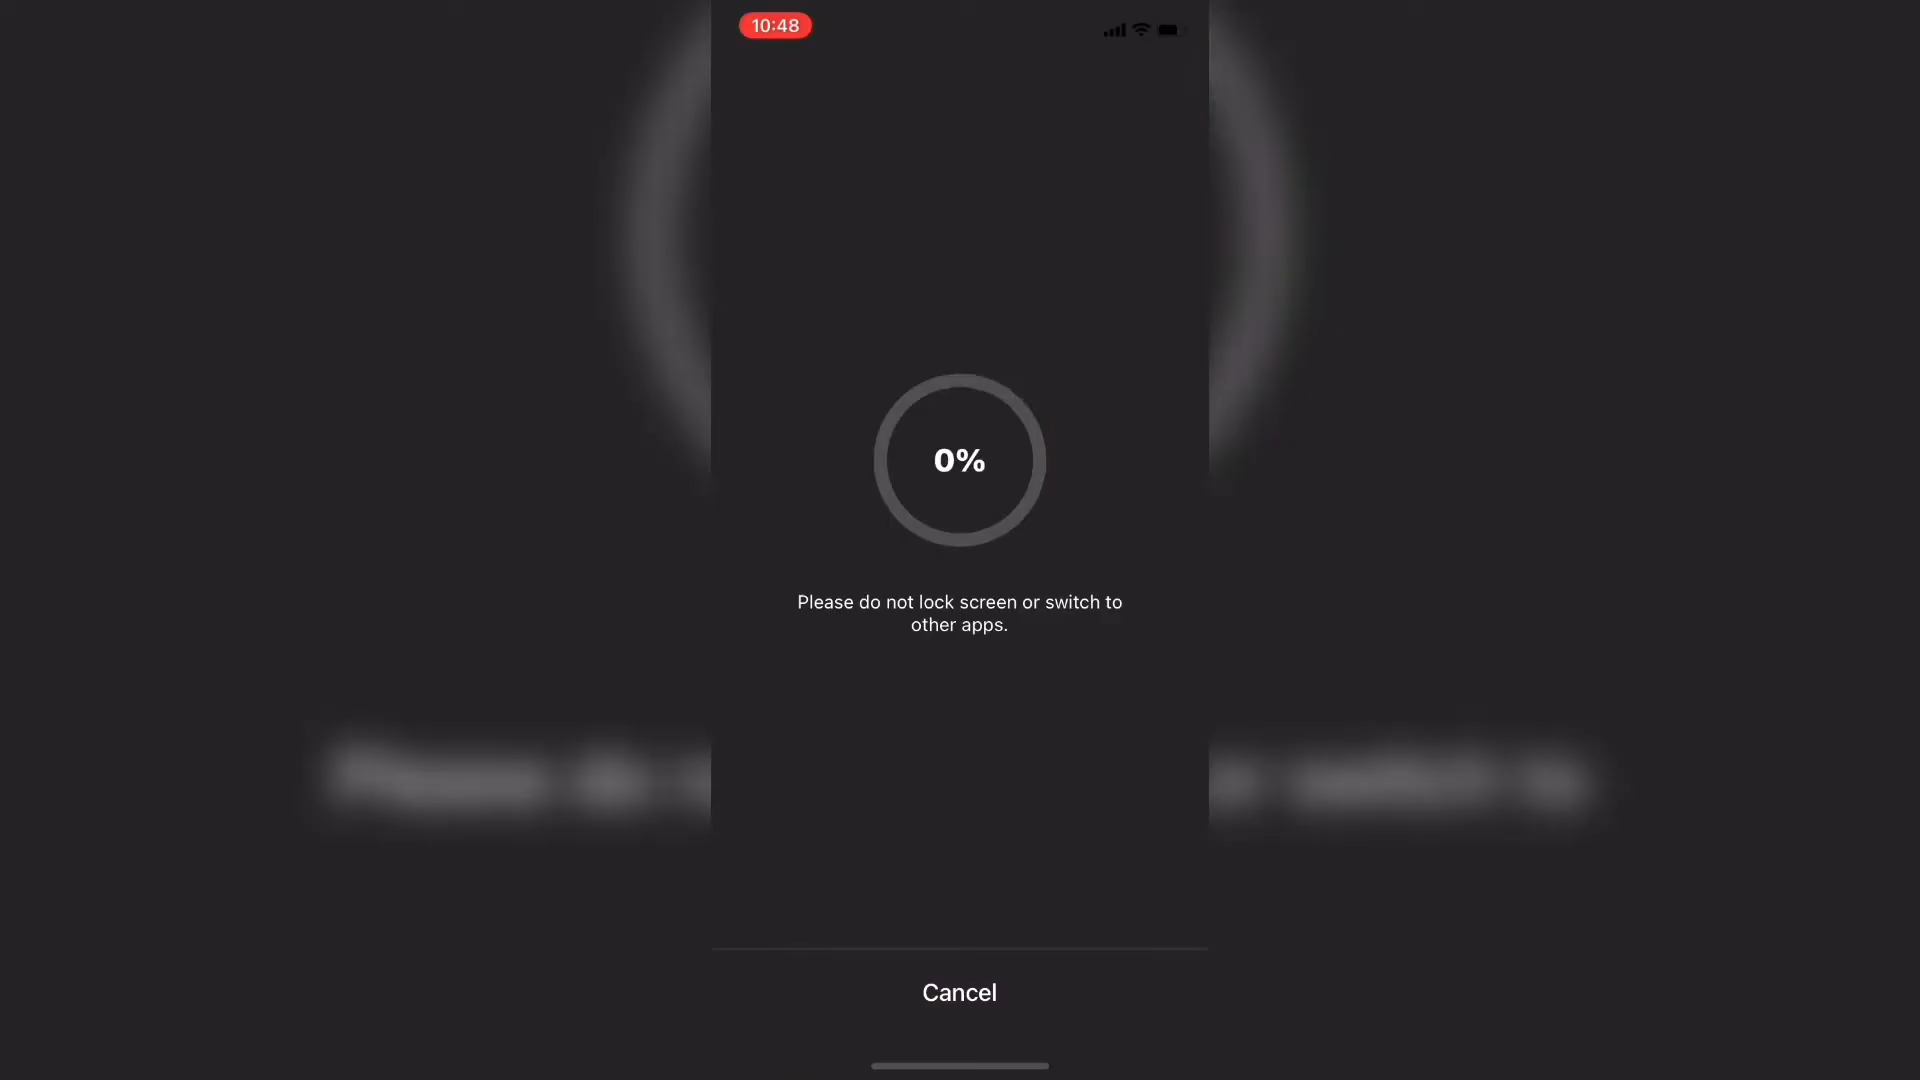 10:48
0%
Please do not lock screen or switch to
other apps.
Cancel